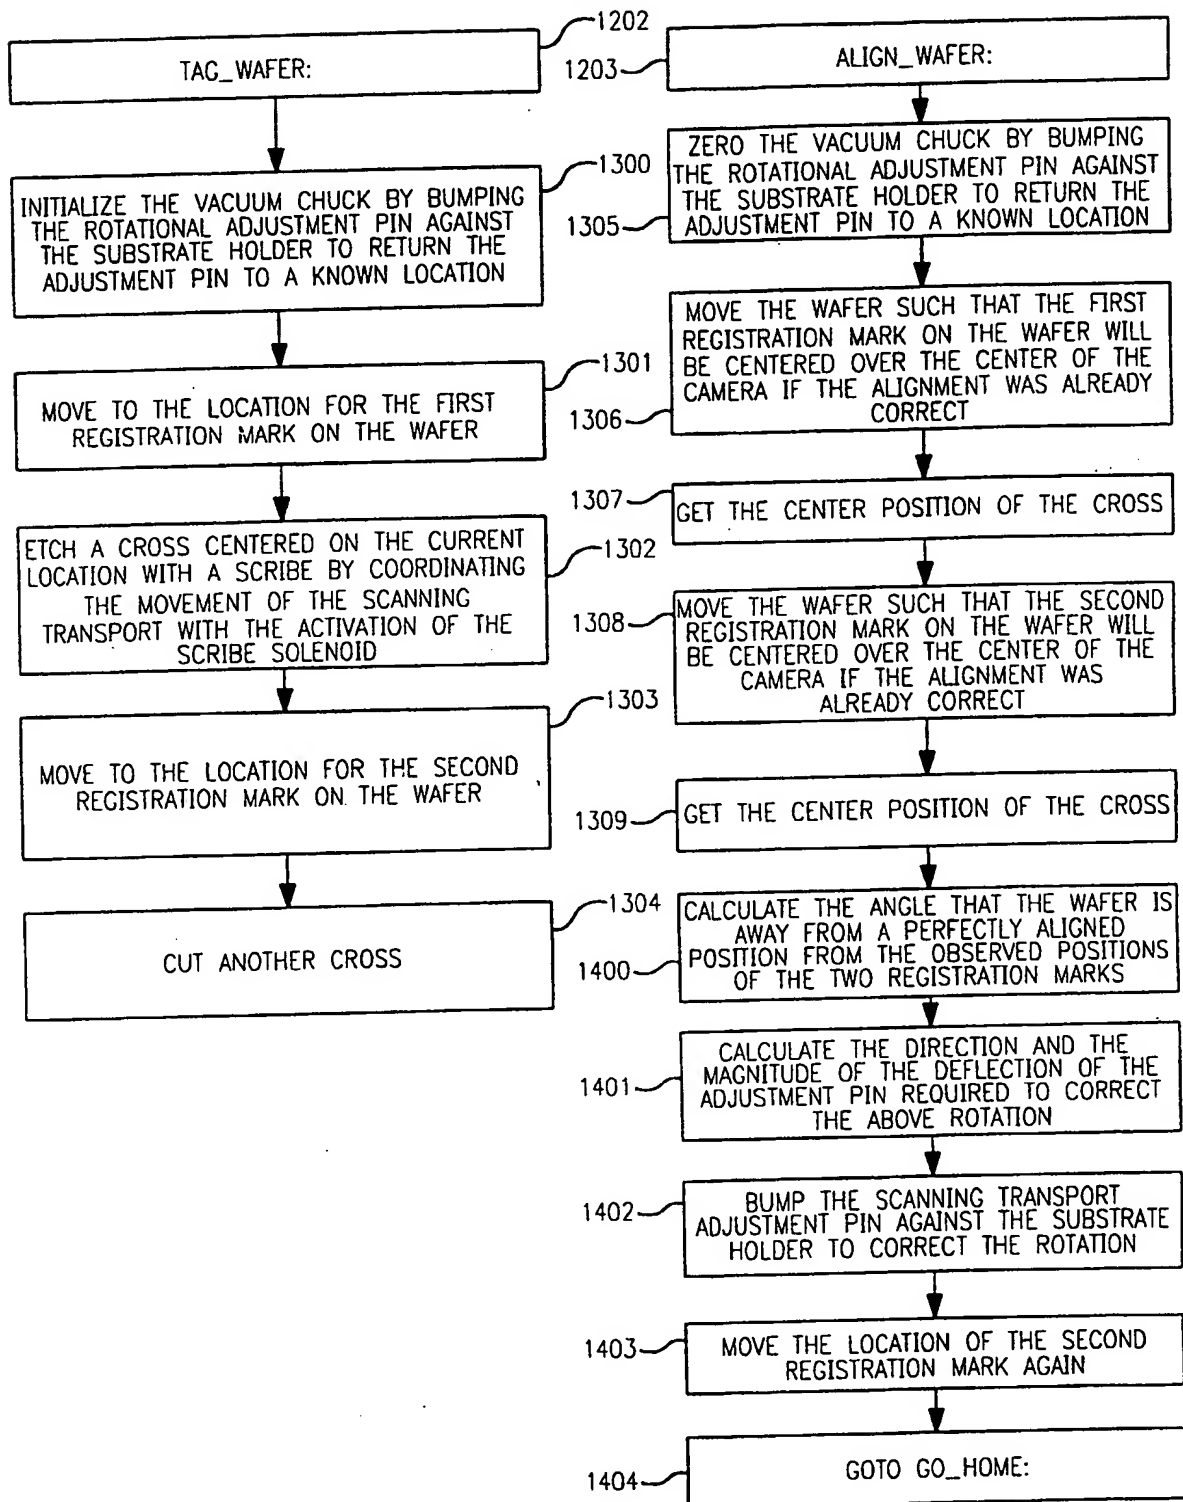 1202
TAG_WAFER:
1300
INITIALIZE THE VACUUM CHUCK BY BUMPING
THE ROTATIONAL ADJUSTMENT PIN AGAINST
THE SUBSTRATE HOLDER TO RETURN THE
ADJUSTMENT PIN TO A KNOWN LOCATION
1301
MOVE TO THE LOCATION FOR THE FIRST
REGISTRATION MARK ON THE WAFER
1302
ETCH A CROSS CENTERED ON THE CURRENT
LOCATION WITH A SCRIBE BY COORDINATING
THE MOVEMENT OF THE SCANNING
TRANSPORT WITH THE ACTIVATION OF THE
SCRIBE SOLENOID
1303
MOVE TO THE LOCATION FOR THE SECOND
REGISTRATION MARK ON THE WAFER
1304
CUT ANOTHER CROSS
1203
ALIGN_WAFER:
ZERO THE VACUUM CHUCK BY BUMPING
THE ROTATIONAL ADJUSTMENT PIN AGAINST
THE SUBSTRATE HOLDER TO RETURN THE
ADJUSTMENT PIN TO A KNOWN LOCATION
1305
MOVE THE WAFER SUCH THAT THE FIRST
REGISTRATION MARK ON THE WAFER WILL
BE CENTERED OVER THE CENTER OF THE
CAMERA IF THE ALIGNMENT WAS ALREADY
CORRECT
1306
1307
GET THE CENTER POSITION OF THE CROSS
1308
MOVE THE WAFER SUCH THAT THE SECOND
REGISTRATION MARK ON THE WAFER WILL
BE CENTERED OVER THE CENTER OF THE
CAMERA IF THE ALIGNMENT WAS
ALREADY CORRECT
1309
GET THE CENTER POSITION OF THE CROSS
CALCULATE THE ANGLE THAT THE WAFER IS
AWAY FROM A PERFECTLY ALIGNED
POSITION FROM THE OBSERVED POSITIONS
OF THE TWO REGISTRATION MARKS
1400
CALCULATE THE DIRECTION AND THE
MAGNITUDE OF THE DEFLECTION OF THE
ADJUSTMENT PIN REQUIRED TO CORRECT
THE ABOVE ROTATION
1401
BUMP THE SCANNING TRANSPORT
ADJUSTMENT PIN AGAINST THE SUBSTRATE
HOLDER TO CORRECT THE ROTATION
1402
MOVE THE LOCATION OF THE SECOND
REGISTRATION MARK AGAIN
1403
GOTO GO_HOME:
1404